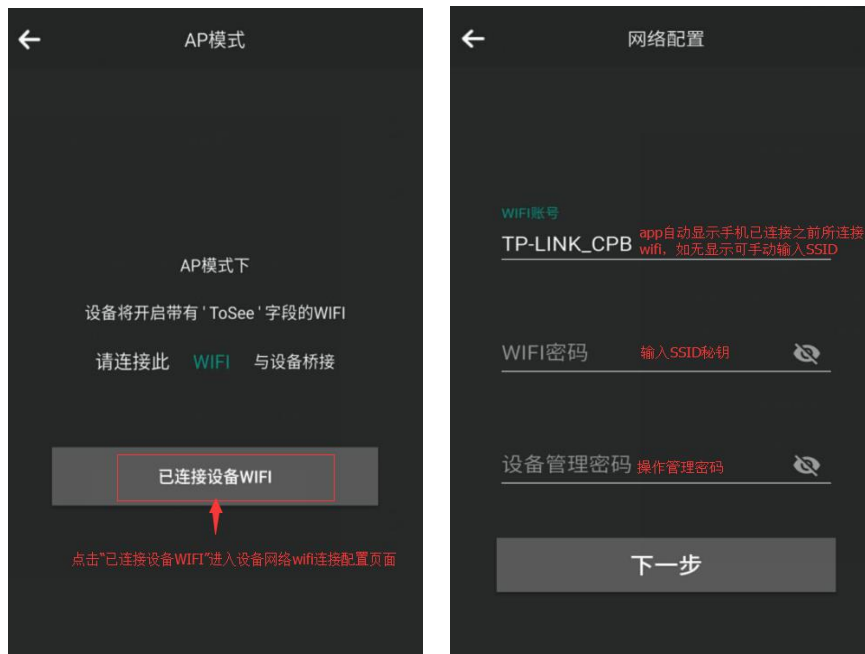 AP模式
AP模式下
设备将开启带有 ' ToSee ' 字段的WIFI
请连接此 WIFI 与设备桥接
已连接设备WIFI
点击“已连接设备WIFI”进入设备网络wifi连接配置页面
网络配置
WIFI账号
TP-LINK_CPB
app自动显示手机已连接之前所连接
wifi，如无显示可手动输入SSID
WIFI密码 输入SSID秘钥
设备管理密码 操作管理密码
下一步